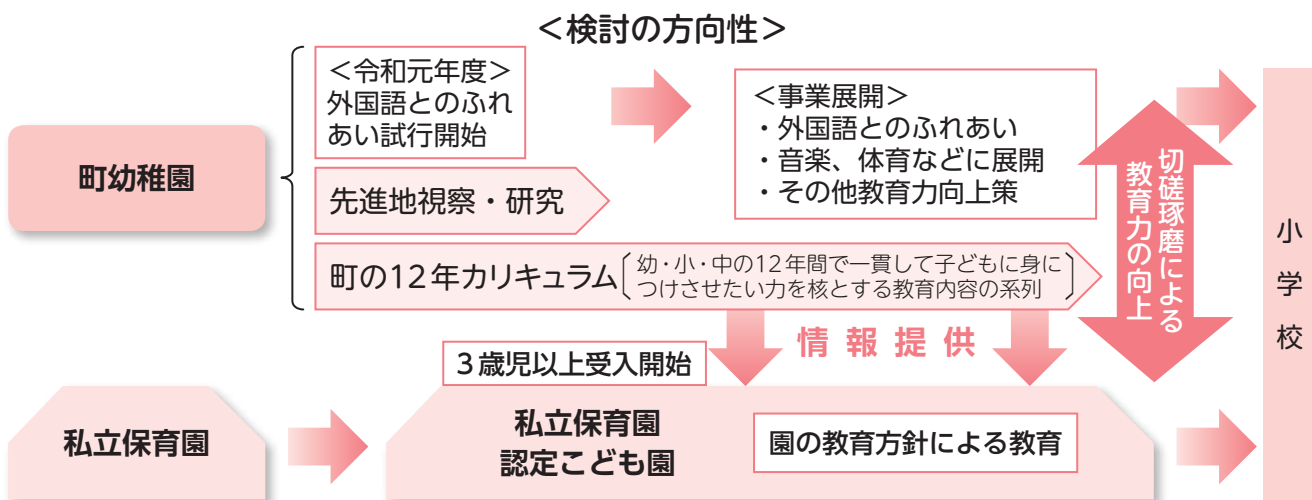 ＜検討の方向性＞
町幼稚園
＜令和元年度＞
外国語とのふれ
あい試行開始
先進地視察・研究
町の12年カリキュラム
幼・小・中の12年間で一貫して子どもに身に
つけさせたい力を核とする教育内容の系列
＜事業展開＞
・外国語とのふれあい
・音楽、体育などに展開
・その他教育力向上策
切磋琢磨による
教育力の向上
情報提供
3歳児以上受入開始
私立保育園
私立保育園
認定こども園
園の教育方針による教育
小学校